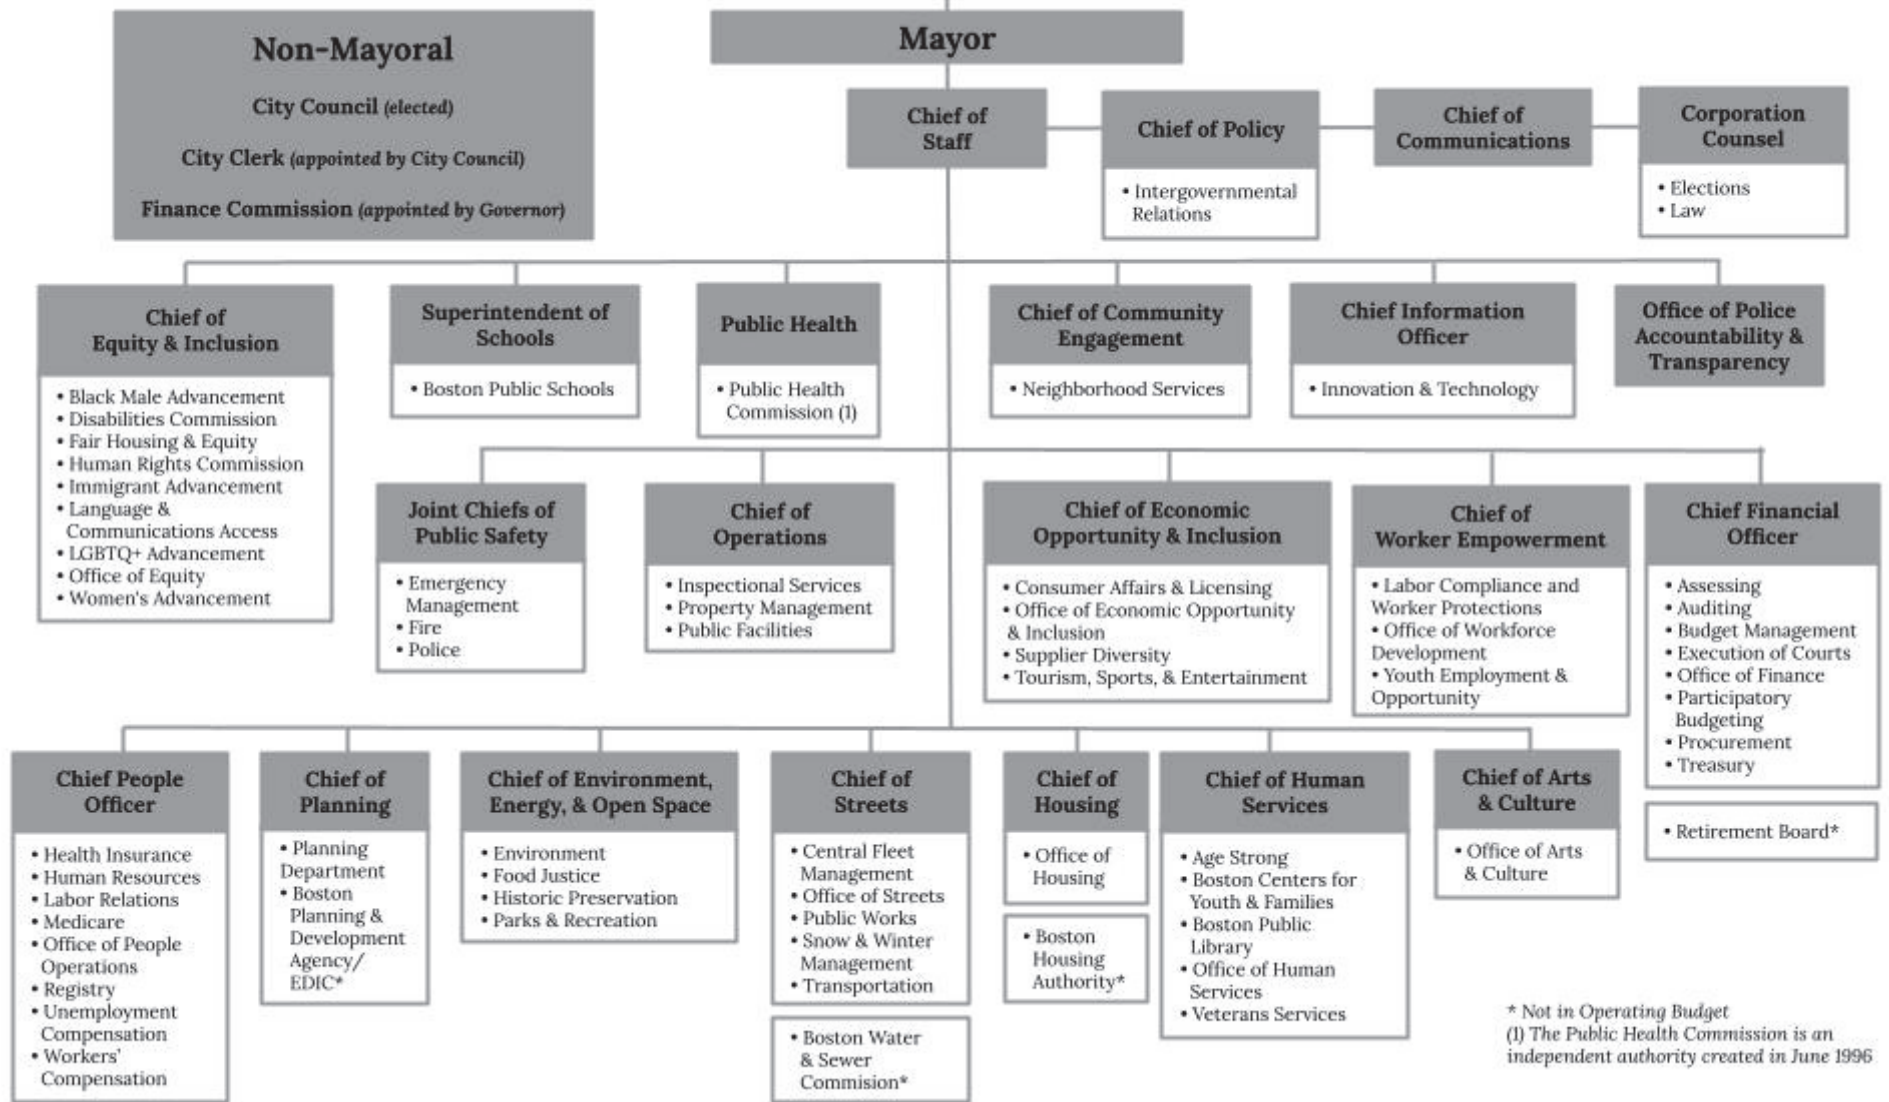 Non-Mayoral
City Council (elected)
City Clerk (appointed by City Council)
Finance Commission (appointed by Governor)
Mayor
Chief of
Staff
Chief of Policy
• Intergovernmental
Relations
Chief of
Communications
Corporation
Counsel
• Elections
• Law
Chief of
Equity & Inclusion
• Black Male Advancement
• Disabilities Commission
• Fair Housing & Equity
• Human Rights Commission
• Immigrant Advancement
• Language &
Communications Access
• LGBTQ+ Advancement
• Office of Equity
• Women's Advancement
Superintendent of
Schools
• Boston Public Schools
Public Health
• Public Health
Commission (1)
Chief of Community
Engagement
• Neighborhood Services
Chief Information
Officer
• Innovation & Technology
Office of Police
Accountability &
Transparency
Joint Chiefs of
Public Safety
• Emergency
Management
• Fire
• Police
Chief of
Operations
• Inspectional Services
• Property Management
• Public Facilities
Chief of Economic
Opportunity & Inclusion
• Consumer Affairs & Licensing
• Office of Economic Opportunity
& Inclusion
• Supplier Diversity
• Tourism, Sports, & Entertainment
Chief of
Worker Empowerment
• Labor Compliance and
Worker Protections
• Office of Workforce
Development
• Youth Employment &
Opportunity
Chief Financial
Officer
• Assessing
• Auditing
• Budget Management
• Execution of Courts
• Office of Finance
• Participatory
Budgeting
• Procurement
• Treasury
• Retirement Board*
Chief People
Officer
• Health Insurance
• Human Resources
• Labor Relations
• Medicare
• Office of People
Operations
• Registry
• Unemployment
Compensation
• Workers'
Compensation
Chief of
Planning
• Planning
Department
• Boston
Planning &
Development
Agency/
EDIC*
Chief of Environment,
Energy, & Open Space
• Environment
• Food Justice
• Historic Preservation
• Parks & Recreation
Chief of
Streets
• Central Fleet
Management
• Office of Streets
• Public Works
• Snow & Winter
Management
• Transportation
• Boston Water
& Sewer
Commision*
Chief of
Housing
• Office of
Housing
• Boston
Housing
Authority*
Chief of Human
Services
• Age Strong
• Boston Centers for
Youth & Families
• Boston Public
Library
• Office of Human
Services
• Veterans Services
Chief of Arts
& Culture
• Office of Arts
& Culture
* Not in Operating Budget
(1) The Public Health Commission is an
independent authority created in June 1996